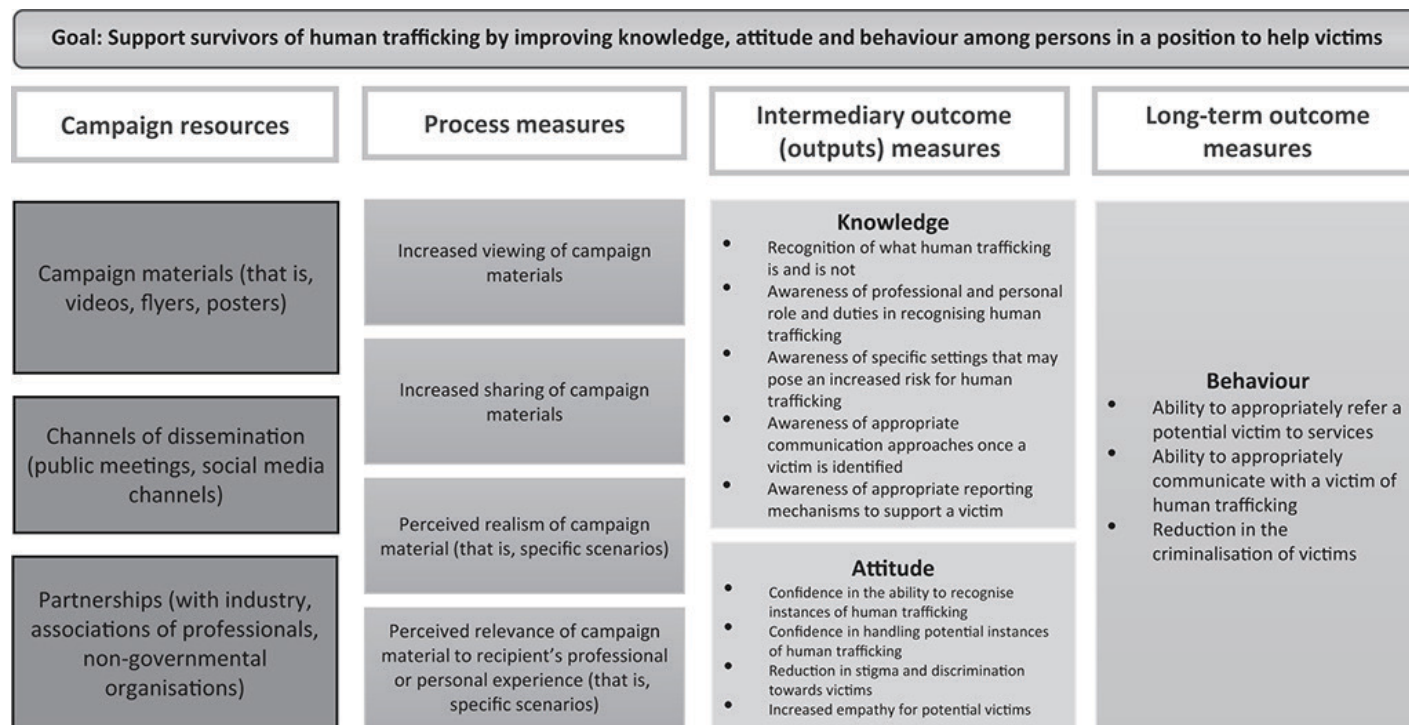 Goal: Support survivors of human trafficking by improving knowledge, attitude and behaviour among persons in a position to help victims
Campaign resources
Campaign materials (that is,
videos, flyers, posters)
Channels of dissemination
(public meetings, social media
channels)
Partnerships (with industry,
associations of professionals,
non-governmental
organisations)
Process measures
Increased viewing of campaign
materials
Increased sharing of campaign
materials
Perceived realism of campaign
material (that is, specific scenarios)
Perceived relevance of campaign
material to recipient's professional
or personal experience (that is,
specific scenarios)
Intermediary outcome
(outputs) measures
Knowledge
• Recognition of what human trafficking
is and is not
• Awareness of professional and personal
role and duties in recognising human
trafficking
• Awareness of specific settings that may
pose an increased risk for human
trafficking
• Awareness of appropriate
communication approaches once a
victim is identified
• Awareness of appropriate reporting
mechanisms to support a victim
Attitude
• Confidence in the ability to recognise
instances of human trafficking
• Confidence in handling potential instances
of human trafficking
• Reduction in stigma and discrimination
towards victims
• Increased empathy for potential victims
Long-term outcome
measures
Behaviour
• Ability to appropriately refer a
potential victim to services
• Ability to appropriately
communicate with a victim of
human trafficking
• Reduction in the
criminalisation of victims